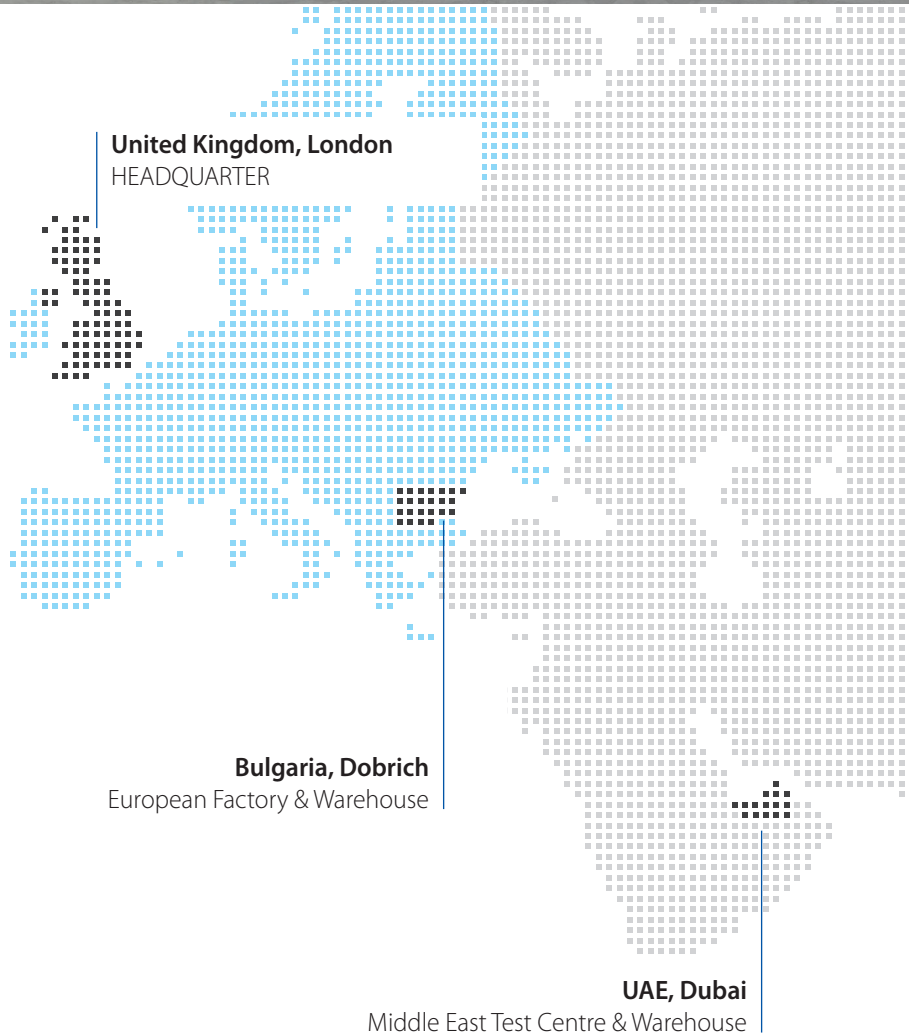 United Kingdom, London
HEADQUARTER
Bulgaria, Dobrich
European Factory & Warehouse
UAE, Dubai
Middle East Test Centre & Warehouse